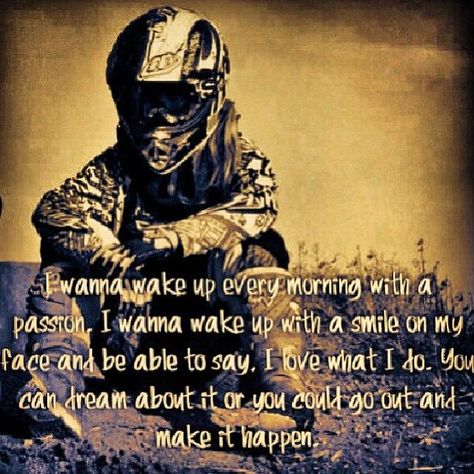 I wanna wake up every morning with a
passion. I wanna wake up with a smile on my
face and be able to say, I love what I do. You
can dream about it or you could go out and
make it happen.